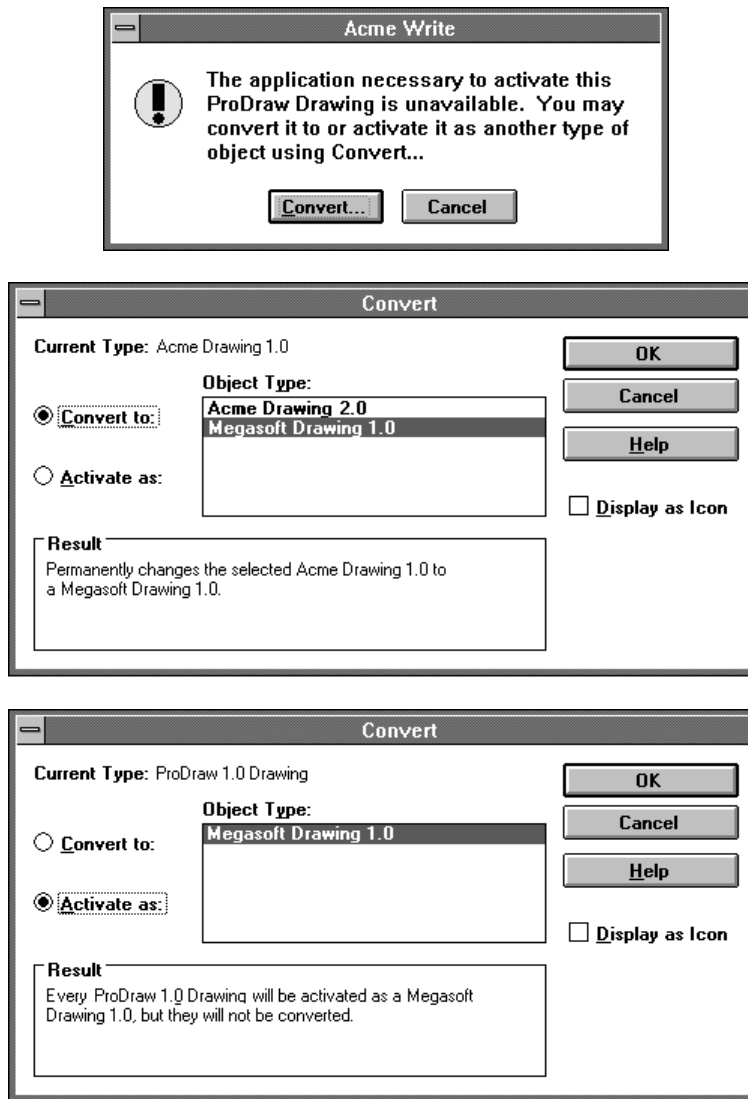 Acme Write
The application necessary to activate this
ProDraw Drawing is unavailable. You may
convert it to or activate it as another type of
object using Convert...
Convert... Cancel
Convert
Current Type: Acme Drawing 1.0
OK
Object Type:
Cancel
Convert to:
Acme Drawing 2.0
Megasoft Drawing 1.0
Help
Activate as:
Display as Icon
Result
Permanently changes the selected Acme Drawing 1.0 to
a Megasoft Drawing 1.0.
Convert
Current Type: ProDraw 1.0 Drawing
OK
Object Type:
Cancel
Convert to:
Megasoft Drawing 1.0
Help
Activate as:
Display as Icon
Result
Every ProDraw 1.0 Drawing will be activated as a Megasoft
Drawing 1.0, but they will not be converted.